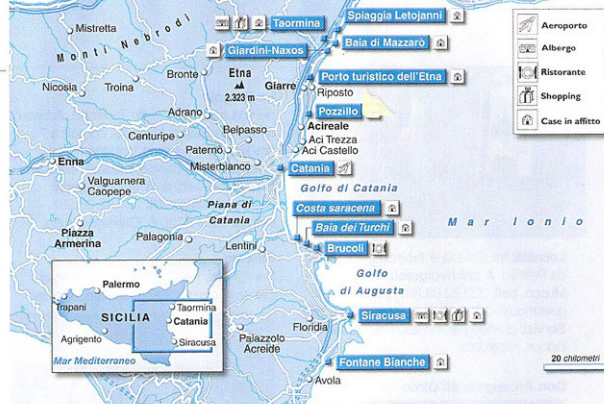 Mistretta
Monti Nebrodi
Taormina
Spiaggia Letojanni
Giardini-Naxos
Baia di Mazzarò
Nicosia
Troina
Bronte
Etna
2.323 m
Giarre
Porto turistico dell'Etna
Riposto
Adrano
Pozzillo
Centuripe
Belpasso
Acireale
Paternò
Aci Trezza
Aci Castello
Enna
Misterbianco
Catania
Valguarnera
Caopepe
Golfo di Catania
Piana di
Catania
Costa saracena
Baia dei Turchi
Mar Ionio
Piazza
Armerina
Palagonia
Lentini
Brucoli
Golfo
di Augusta
Siracusa
Floridia
Palazzolo
Acreide
Fontane Bianche
Avola
20 chilometri
Palermo
Trapani
SICILIA
Taormina
Catania
Agrigento
Siracusa
Mar Mediterraneo
Aeroporto
Albergo
Ristorante
Shopping
Case in affitto